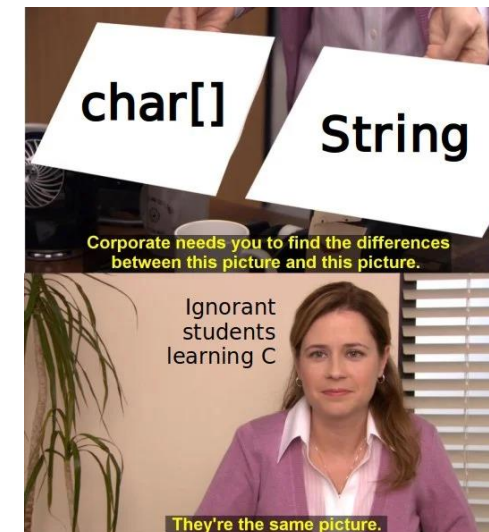 char[]
String
Corporate needs you to find the differences
between this picture and this picture.
Ignorant
students
learning C
They're the same picture.